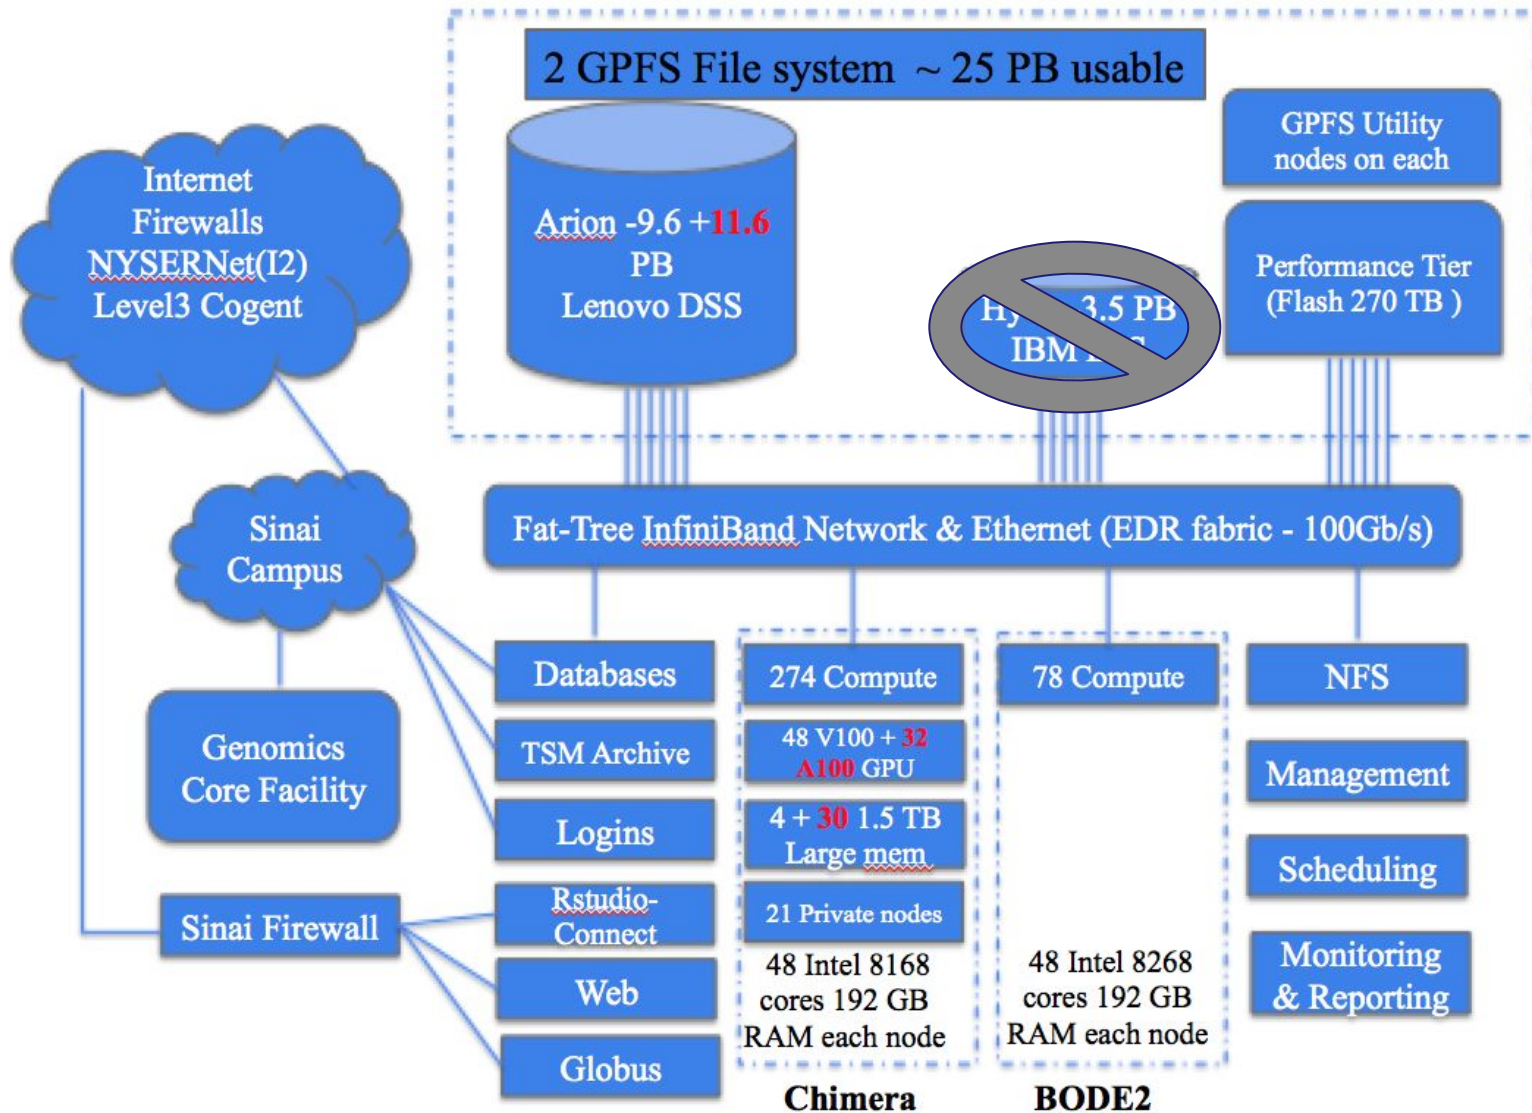 2 GPFS File system ~ 25 PB usable
GPFS Utility
nodes on each
Internet
Firewalls
NYSERNet(I2)
Level3 Cogent
Arion -9.6 +11.6
PB
Lenovo DSS
3.5 PB
IBM
Performance Tier
(Flash 270 TB )
Sinai
Campus
Fat-Tree InfiniBand Network & Ethernet (EDR fabric - 100Gb/s)
Genomics
Core Facility
Sinai Firewall
Databases
TSM Archive
Logins
Rstudio-
Connect
Web
Globus
274 Compute
48 V100 + 32
A100 GPU
4 + 30 1.5 TB
Large mem
21 Private nodes
48 Intel 8168
cores 192 GB
RAM each node
Chimera
78 Compute
48 Intel 8268
cores 192 GB
RAM each node
BODE2
NFS
Management
Scheduling
Monitoring
& Reporting